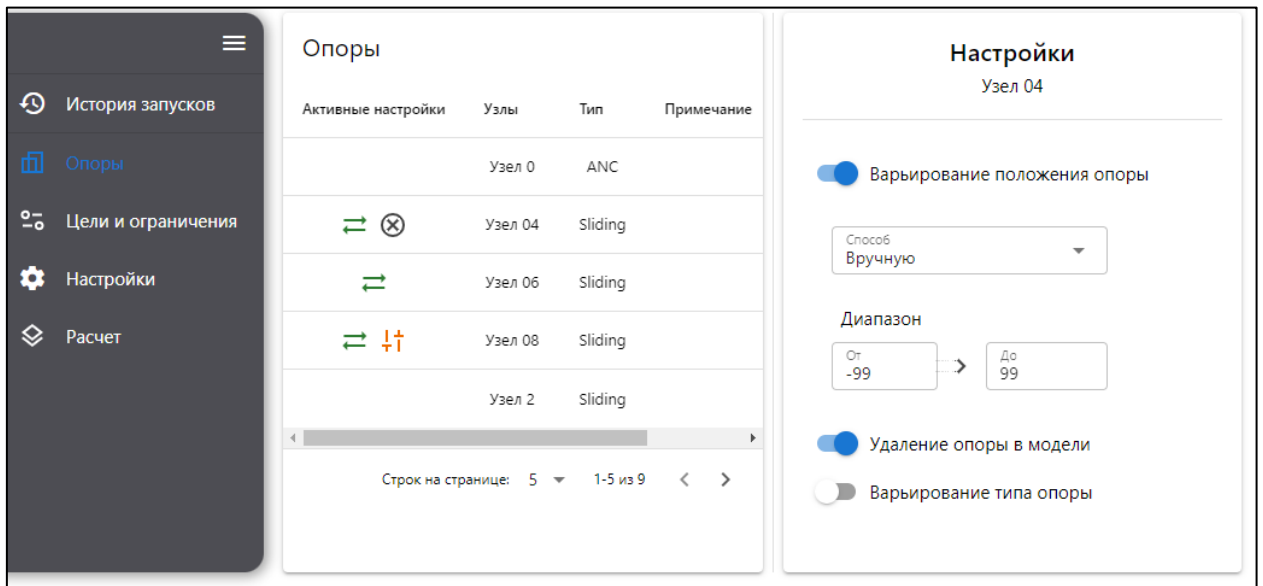 История запусков
Опоры
Цели и ограничения
Настройки
Расчет
Опоры
Активные настройки Узлы Тип Примечание
Узел 0 ANC
Узел 04 Sliding
Узел 06 Sliding
Узел 08 Sliding
Узел 2 Sliding
Строк на странице: 5 1-5 из 9
Настройки
Узел 04
Варьирование положения опоры
Способ
Вручную
Диапазон
От До
-99 99
Удаление опоры в модели
Варьирование типа опоры